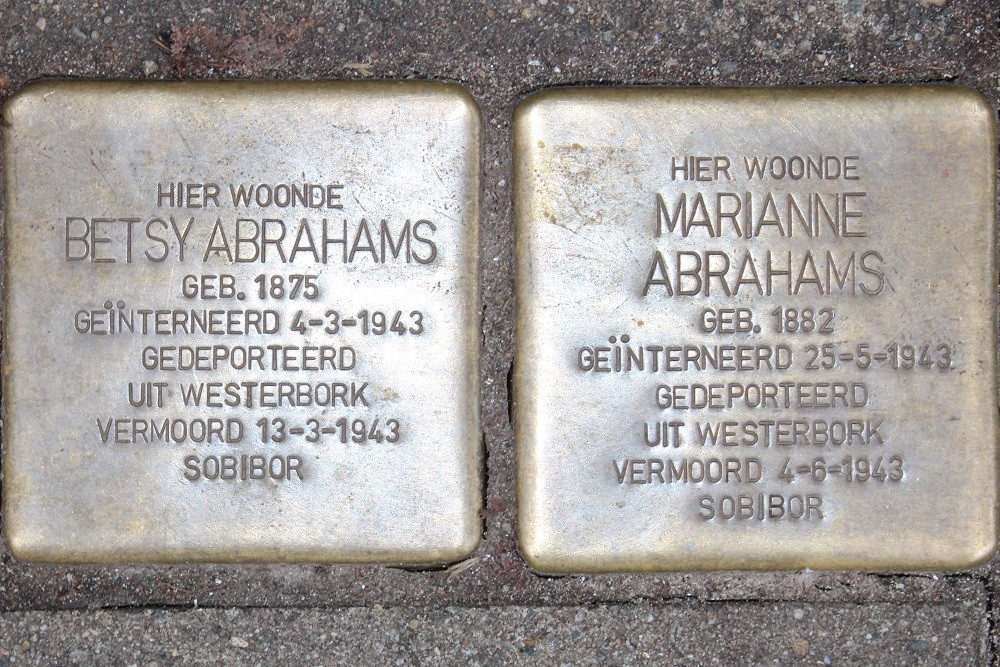 HIER WOONDE
BETSY ABRAHAMS
GEB. 1875
GEÏNTERNEERD 4-3-1943
GEDEPORTEERD
UIT WESTERBORK
VERMOORD 13-3-1943
SOBIBOR
HIER WOONDE
MARIANNE
ABRAHAMS
GEB. 1882
GEÏNTERNEERD 25-5-1943
GEDEPORTEERD
UIT WESTERBORK
VERMOORD 4-6-1943
SOBIBOR